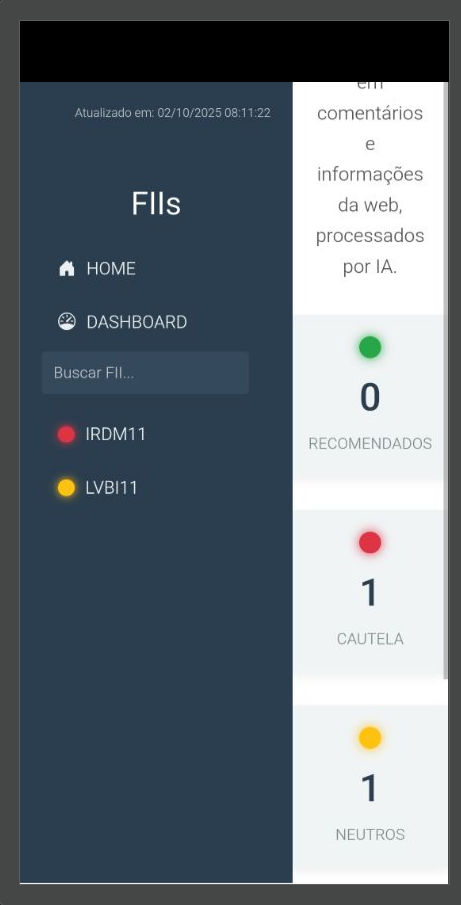 Atualizado em: 02/10/2025 08:11:22
FIIs
HOME
DASHBOARD
Buscar FII...
IRDM11
LVBI11
em
comentários
e
informações
da web,
processados
por IA.
0
RECOMENDADOS
1
CAUTELA
1
NEUTROS